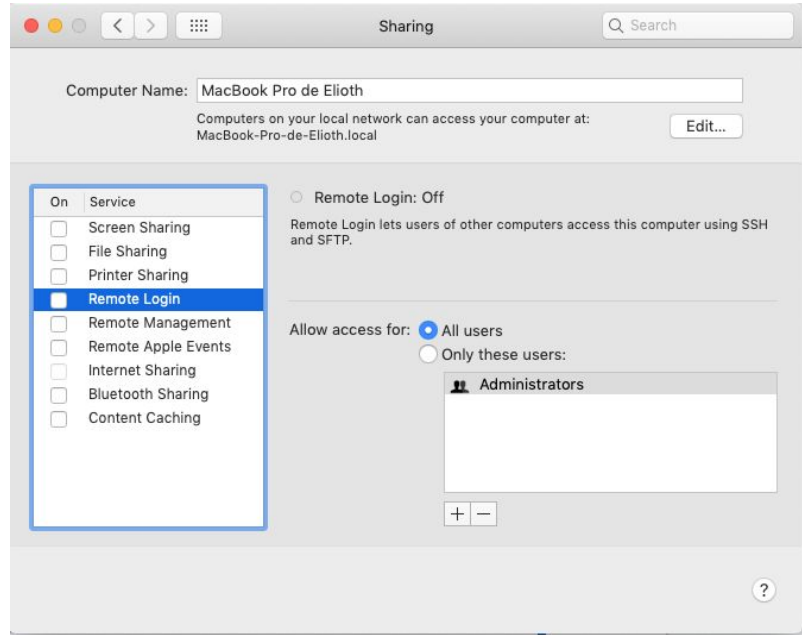 Sharing
Search
Computer Name: MacBook Pro de Elioth
Computers on your local network can access your computer at:
MacBook-Pro-de-Elioth.local
Edit...
On Service
Screen Sharing
File Sharing
Printer Sharing
Remote Login
Remote Management
Remote Apple Events
Internet Sharing
Bluetooth Sharing
Content Caching
Remote Login: Off
Remote Login lets users of other computers access this computer using SSH
and SFTP.
Allow access for: All users
Only these users:
Administrators
+ −
?